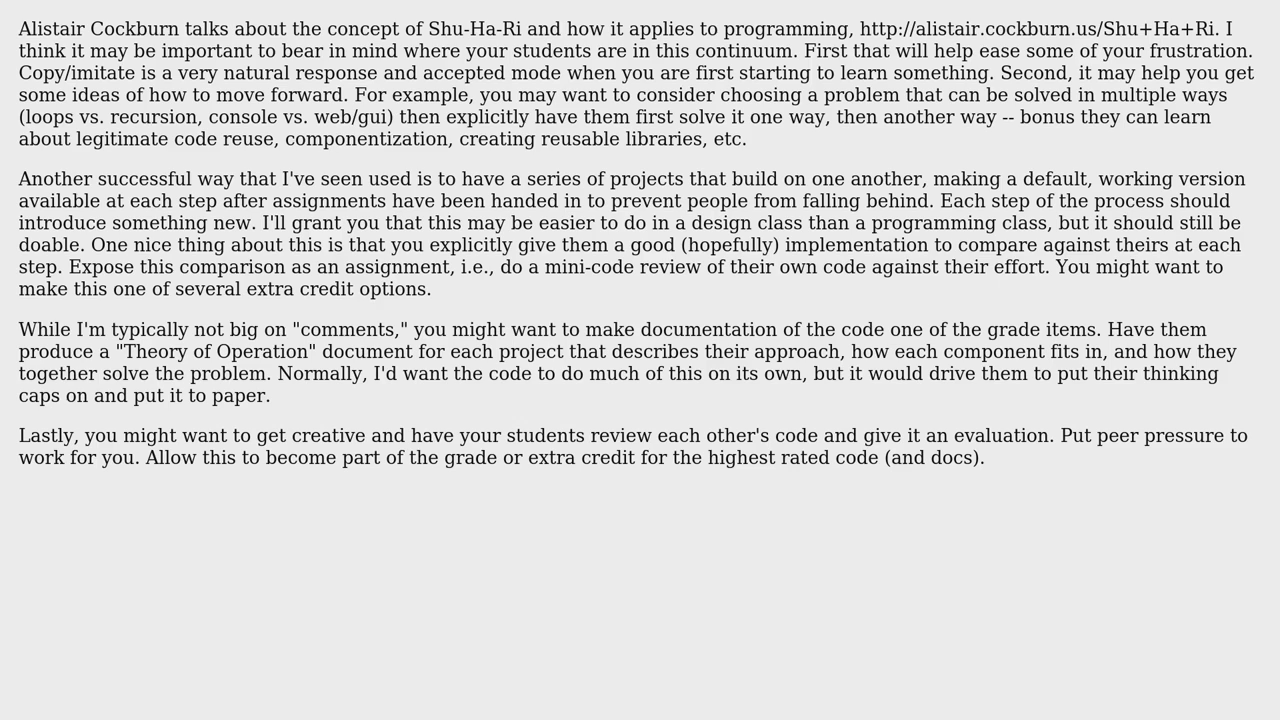 Alistair Cockburn talks about the concept of Shu-Ha-Ri and how it applies to programming, http://alistair.cockburn.us/Shu+Ha+Ri. I
think it may be important to bear in mind where your students are in this continuum. First that will help ease some of your frustration.
Copy/imitate is a very natural response and accepted mode when you are first starting to learn something. Second, it may help you get
some ideas of how to move forward. For example, you may want to consider choosing a problem that can be solved in multiple ways
(loops vs. recursion, console vs. web/gui) then explicitly have them first solve it one way, then another way -- bonus they can learn
about legitimate code reuse, componentization, creating reusable libraries, etc.
Another successful way that I've seen used is to have a series of projects that build on one another, making a default, working version
available at each step after assignments have been handed in to prevent people from falling behind. Each step of the process should
introduce something new. I'll grant you that this may be easier to do in a design class than a programming class, but it should still be
doable. One nice thing about this is that you explicitly give them a good (hopefully) implementation to compare against theirs at each
step. Expose this comparison as an assignment, i.e., do a mini-code review of their own code against their effort. You might want to
make this one of several extra credit options.
While I'm typically not big on "comments," you might want to make documentation of the code one of the grade items. Have them
produce a "Theory of Operation" document for each project that describes their approach, how each component fits in, and how they
together solve the problem. Normally, I'd want the code to do much of this on its own, but it would drive them to put their thinking
caps on and put it to paper.
Lastly, you might want to get creative and have your students review each other's code and give it an evaluation. Put peer pressure to
work for you. Allow this to become part of the grade or extra credit for the highest rated code (and docs).